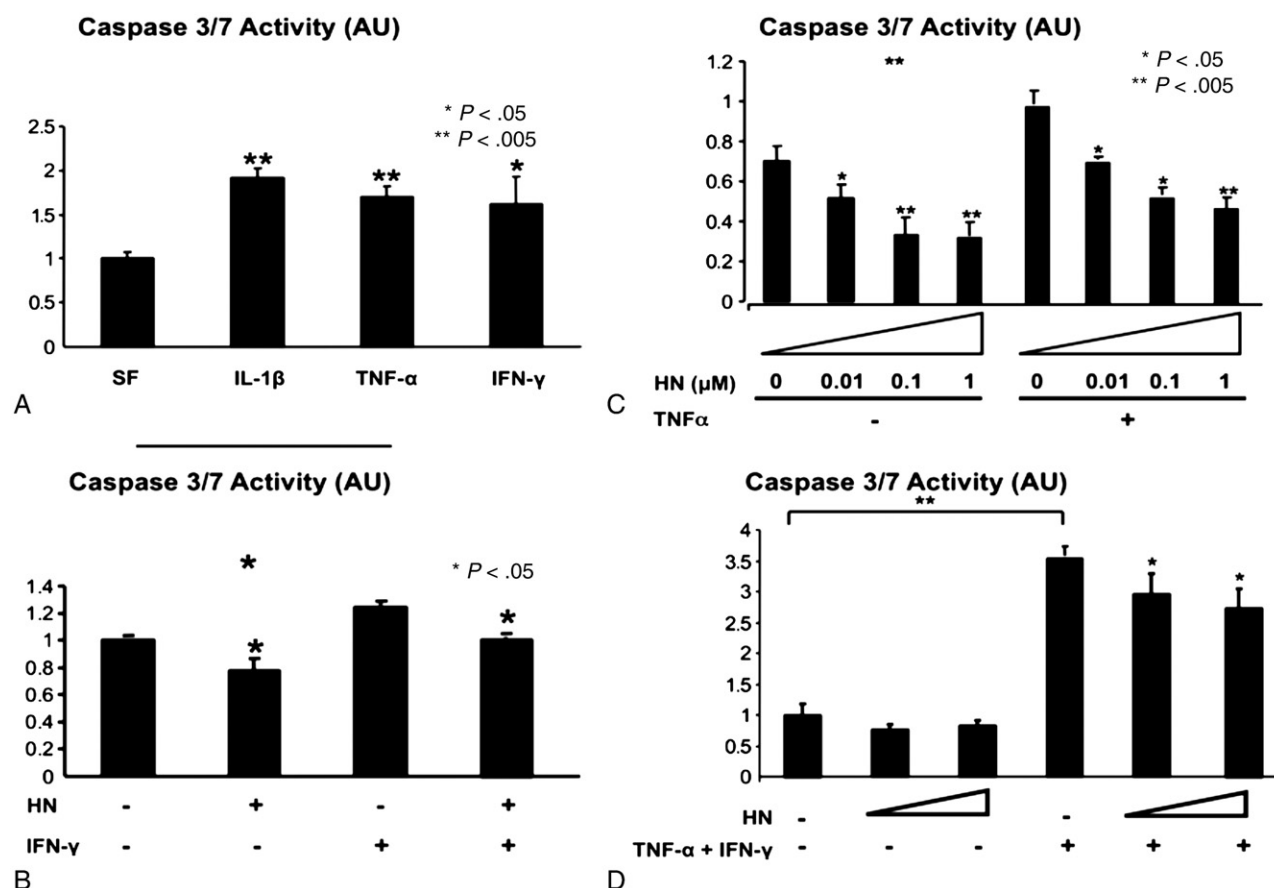 A
Caspase 3/7 Activity (AU)
* P < .05
** P < .005
2.5
2
1.5
1
0.5
0
** ** *
SF IL-1β TNF-α IFN-γ
B
Caspase 3/7 Activity (AU)
* P < .05
1.4
1.2
1
0.8
0.6
0.4
0.2
0
*
* *
HN - + - +
IFN-γ - - + +
C
Caspase 3/7 Activity (AU)
* P < .05
** P < .005
1.2
1
0.8
0.6
0.4
0.2
0
**
* ** ** * * **
HN (µM) 0 0.01 0.1 1 0 0.01 0.1 1
TNFα - +
D
Caspase 3/7 Activity (AU)
**
4
3.5
3
2.5
2
1.5
1
0.5
0
* *
HN - -
TNF-α + IFN-γ - - - + + +